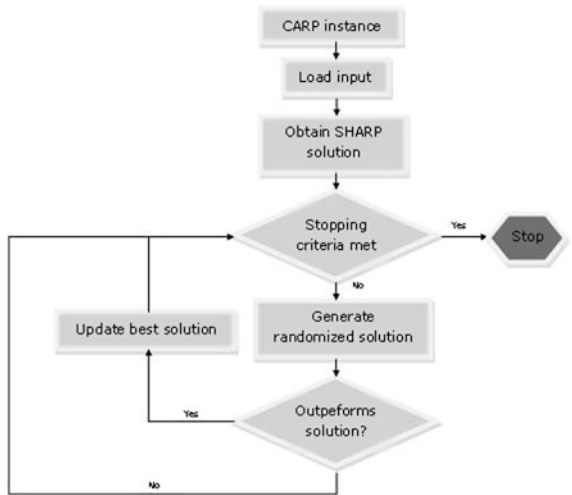 CARP instance
Load input
Obtain SHARP
solution
Stopping
criteria met
Yes
Stop
No
Generate
randomized solution
Update best solution
Outpeforms
solution?
Yes
No